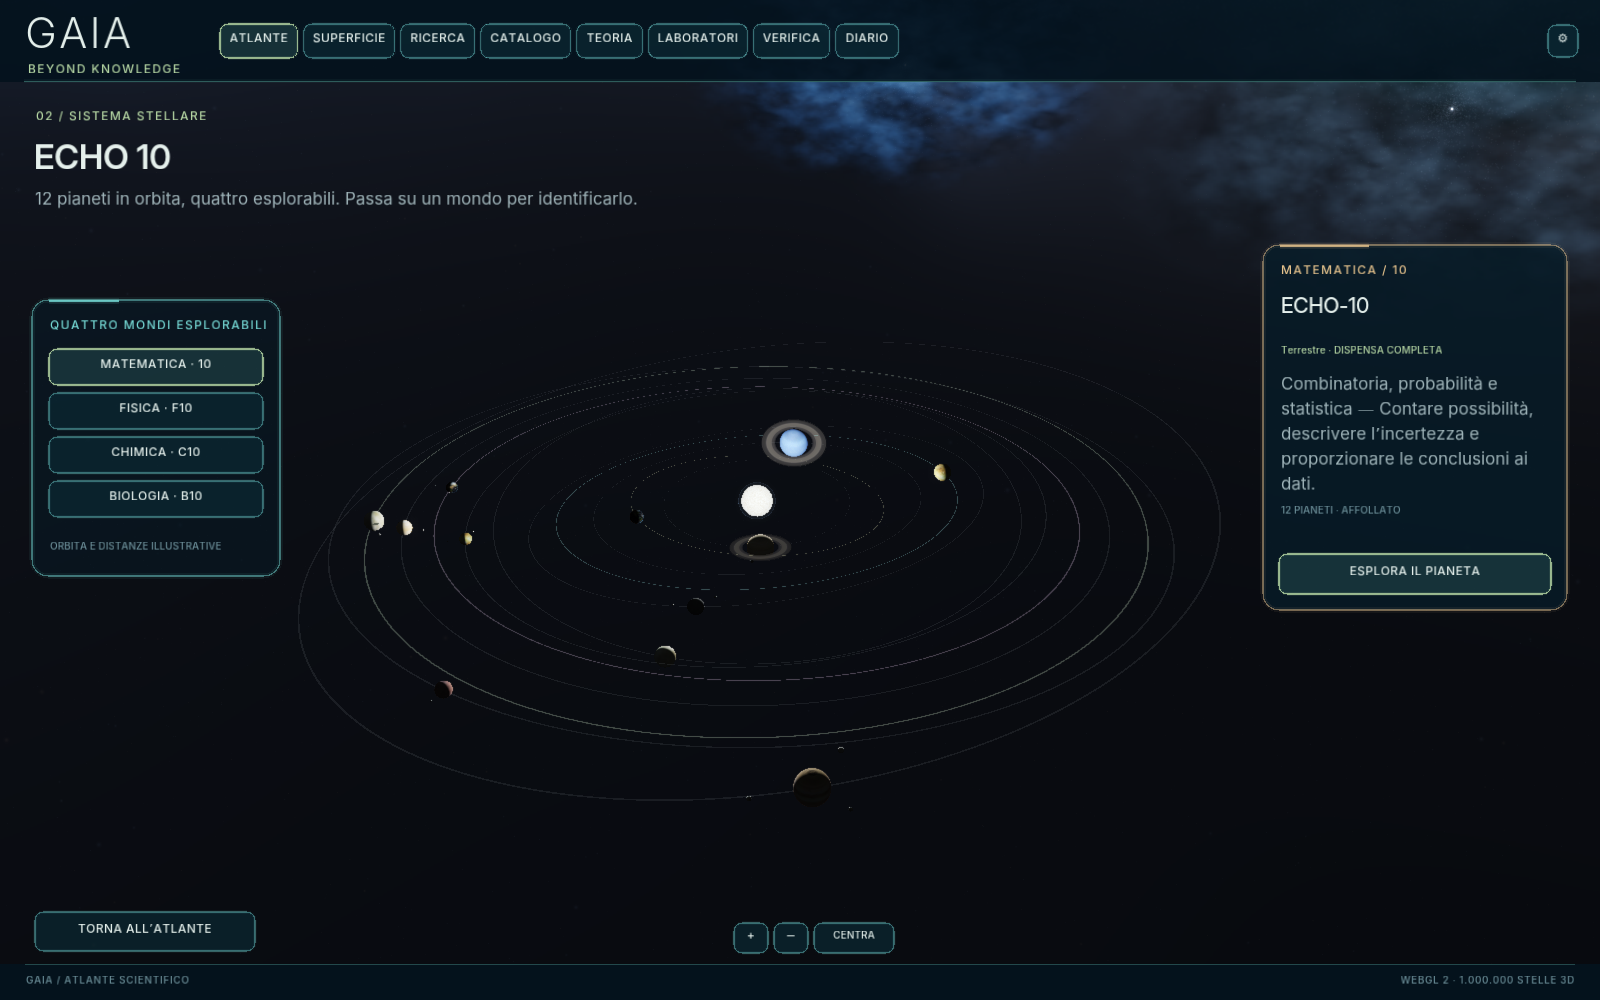 GAIA
BEYOND KNOWLEDGE
ATLANTE
SUPERFICIE
RICERCA
CATALOGO
TEORIA
LABORATORI
VERIFICA
DIARIO
02 / SISTEMA STELLARE
ECHO 10
12 pianeti in orbita, quattro esplorabili. Passa su un mondo per identificarlo.
QUATTRO MONDI ESPLORABILI
MATEMATICA · 10
FISICA · F10
CHIMICA · C10
BIOLOGIA · B10
ORBITA E DISTANZE ILLUSTRATIVE
MATEMATICA / 10
ECHO-10
Terrestre · DISPENSA COMPLETA
Combinatoria, probabilità e
statistica — Contare possibilità,
descrivere l’incertezza e
proporzionare le conclusioni ai
dati.
12 PIANETI · AFFOLLATO
ESPLORA IL PIANETA
TORNA ALL’ATLANTE
+
−
CENTRA
GAIA / ATLANTE SCIENTIFICO
WEBGL 2 · 1.000.000 STELLE 3D